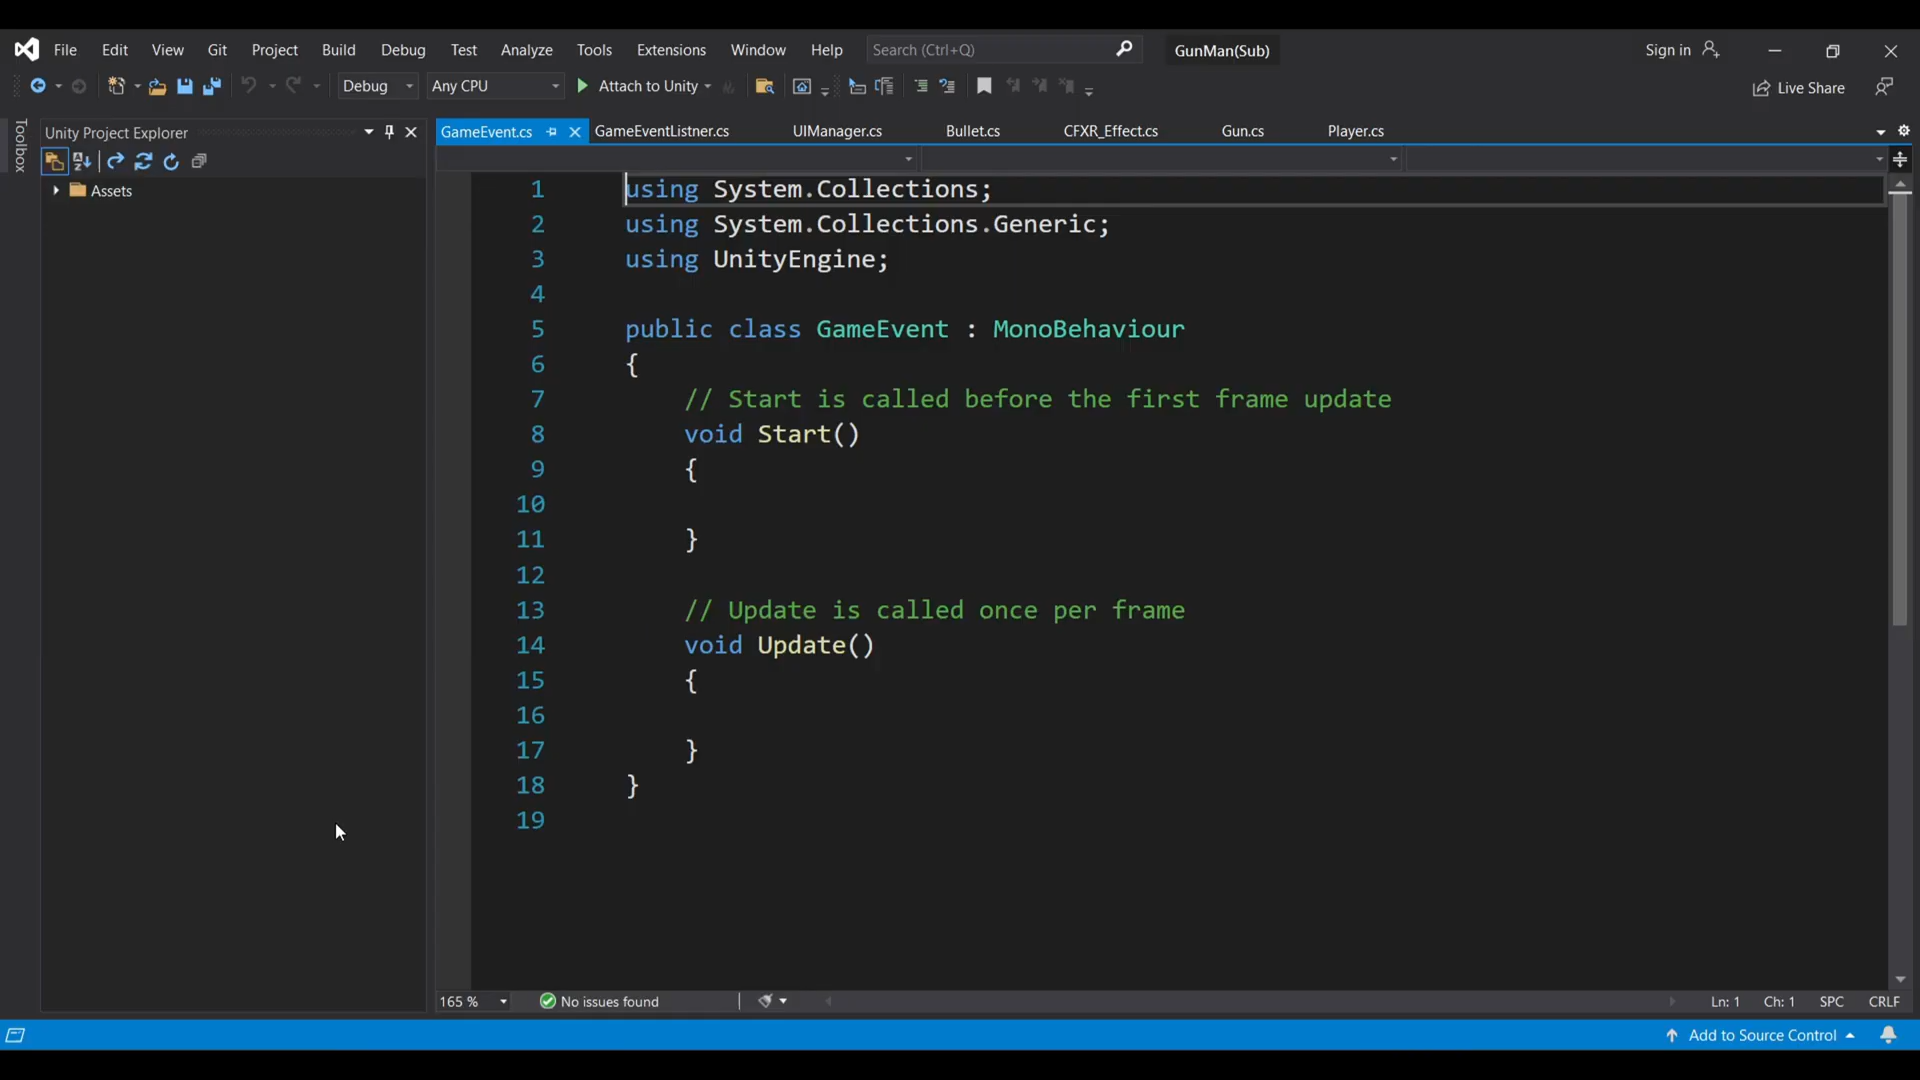 File Edit View Git Project Build Debug Test Analyze Tools Extensions Window Help Search (Ctrl+Q) GunMan(Sub) Sign in
Debug Any CPU Attach to Unity Live Share
Toolbox
Unity Project Explorer
Assets
GameEvent.cs GameEventListner.cs UIManager.cs Bullet.cs CFXR_Effect.cs Gun.cs Player.cs
1 using System.Collections;
2 using System.Collections.Generic;
3 using UnityEngine;
4
5 public class GameEvent : MonoBehaviour
6 {
7 // Start is called before the first frame update
8 void Start()
9 {
10
11 }
12
13 // Update is called once per frame
14 void Update()
15 {
16
17 }
18 }
19
165 % No issues found Ln: 1 Ch: 1 SPC CRLF
Add to Source Control